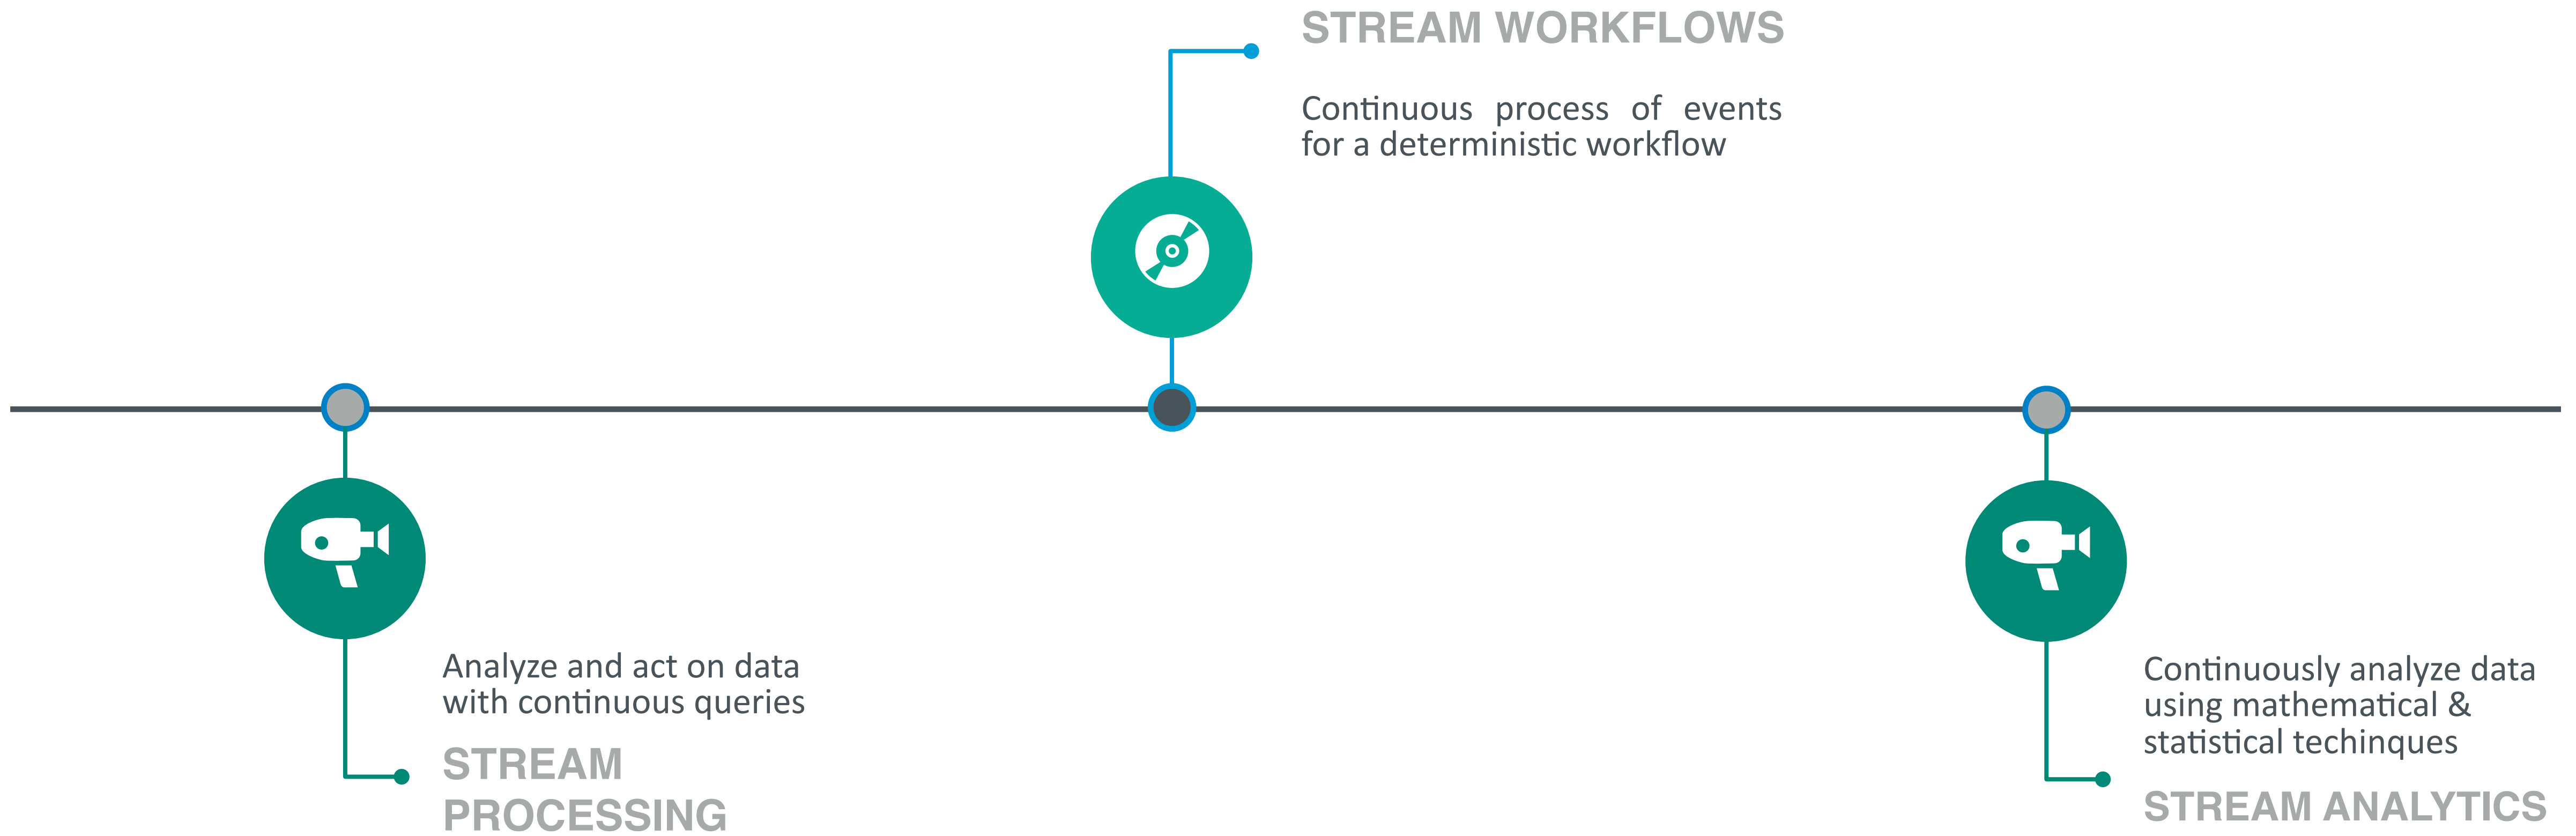 STREAM WORKFLOWS
Continuous process of events
for a deterministic workflow
Analyze and act on data
with continuous queries
STREAM
PROCESSING
Continuously analyze data
using mathematical &
statistical techinques
STREAM ANALYTICS